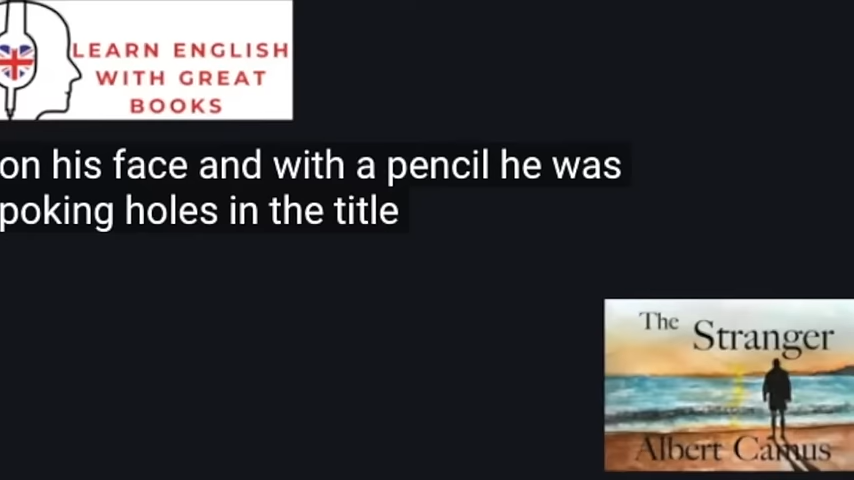 LEARN ENGLISH
WITH GREAT
BOOKS
on his face and with a pencil he was
poking holes in the title
The Stranger
Albert Camus